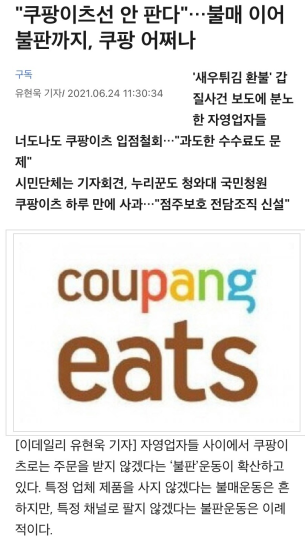 "쿠팡이츠선 안 판다"…불매 이어
불판까지, 쿠팡 어쩌나
구독
유현욱 기자/ 2021.06.24 11:30:34
'새우튀김 환불' 갑
질사건 보도에 분노
한 자영업자들
너도나도 쿠팡이츠 입점철회…"과도한 수수료도 문
제"
시민단체는 기자회견, 누리꾼도 청와대 국민청원
쿠팡이츠 하루 만에 사과…"점주보호 전담조직 신설"
coupang
eats
[이데일리 유현욱 기자] 자영업자들 사이에서 쿠팡이
츠로는 주문을 받지 않겠다는 '불판'운동이 확산하고
있다. 특정 업체 제품을 사지 않겠다는 불매운동은 흔
하지만, 특정 채널로 팔지 않겠다는 불판운동은 이례
적이다.